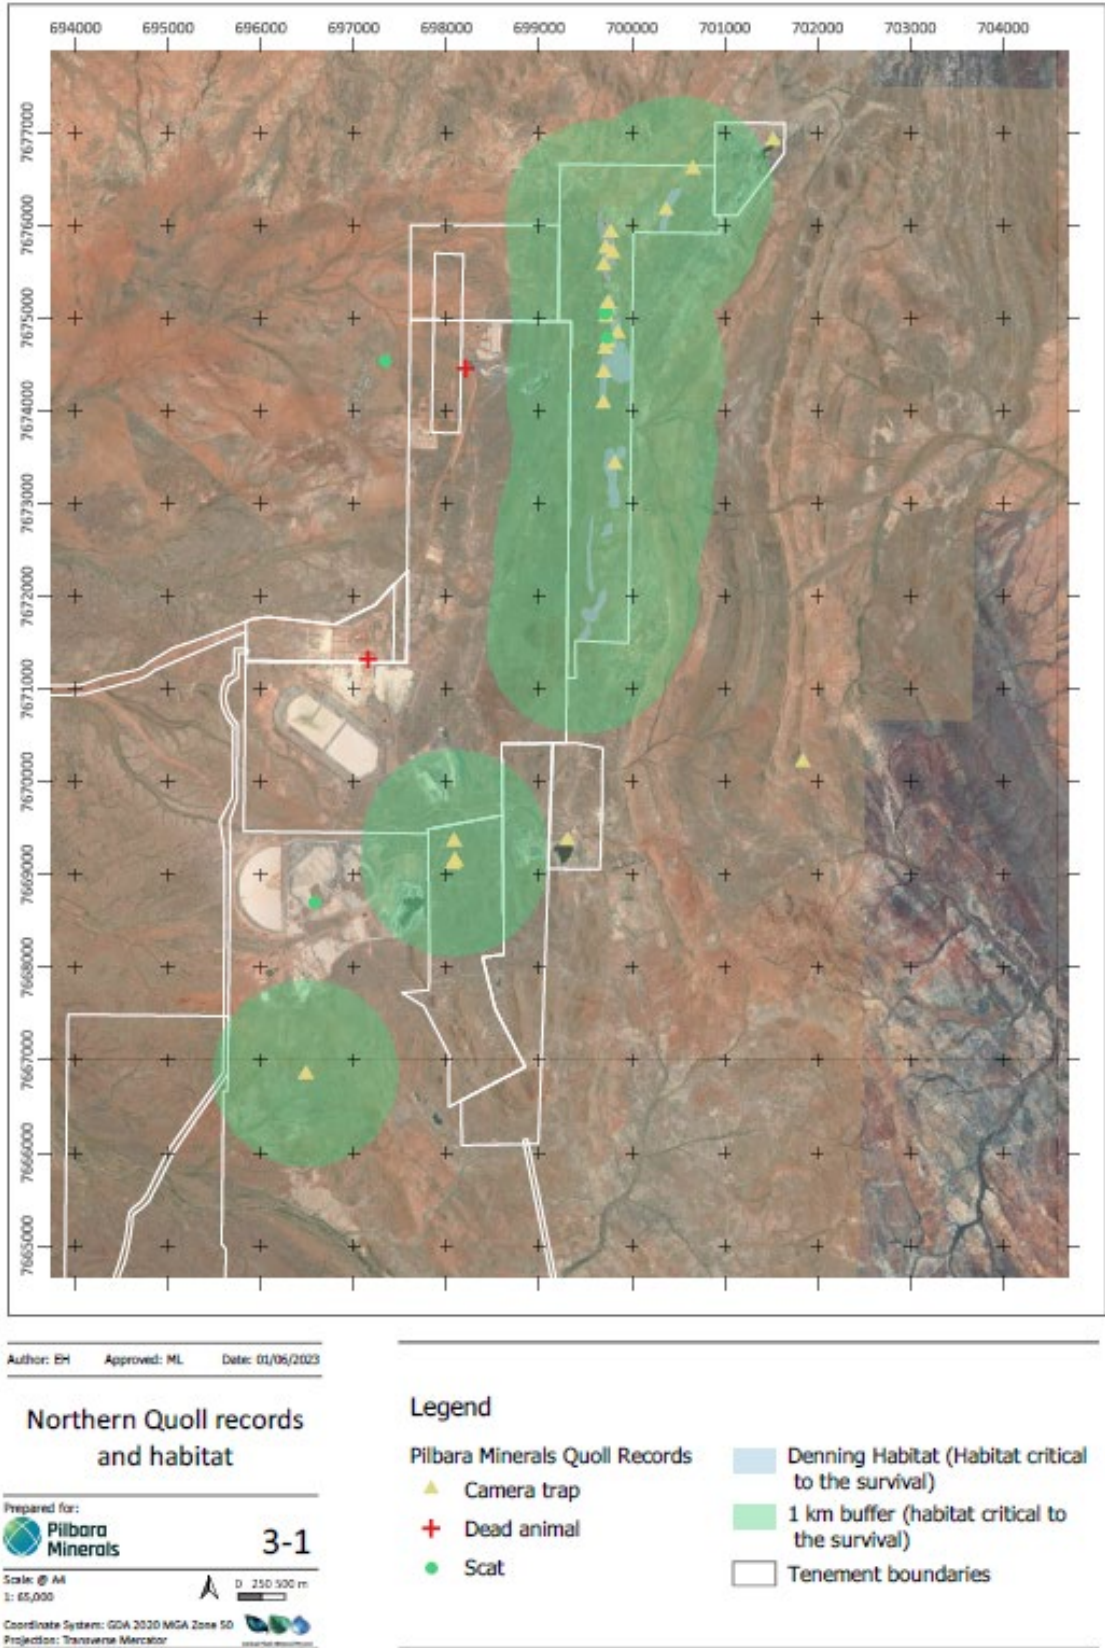 694000 695000 696000 697000 698000 699000 700000 701000 702000 703000 704000
7677000
7676000
7675000
7674000
7673000
7672000
7671000
7670000
7669000
7668000
7667000
7666000
7665000
Author: EH Approved: ML Date: 01/06/2023
Northern Quoll records
and habitat
Prepared for:
Pilbara
Minerals
3-1
Scale: @ A4
1: 65,000
0 250 500 m
Coordinate System: GDA 2020 MGA Zone 50
Projection: Transverse Mercator
Legend
Pilbara Minerals Quoll Records
Camera trap
Dead animal
Scat
Denning Habitat (Habitat critical
to the survival)
1 km buffer (habitat critical to
the survival)
Tenement boundaries